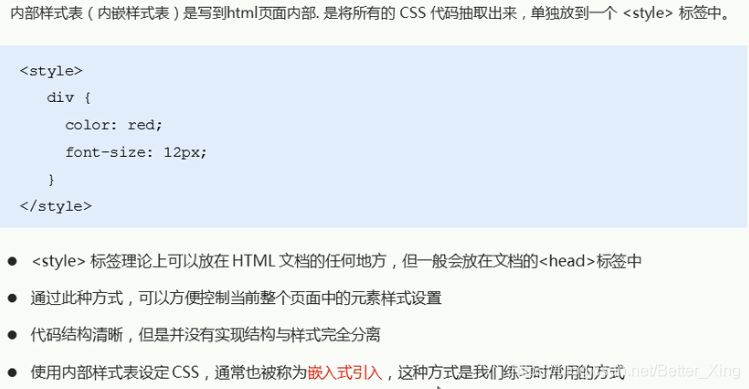 内部样式表（内嵌样式表）是写到html页面内部. 是将所有的 CSS 代码抽取出来，单独放到一个 <style> 标签中。
<style>
div {
color: red;
font-size: 12px;
}
</style>
● <style> 标签理论上可以放在 HTML 文档的任何地方，但一般会放在文档的<head>标签中
● 通过此种方式，可以方便控制当前整个页面中的元素样式设置
● 代码结构清晰，但是并没有实现结构与样式完全分离
● 使用内部样式表设定 CSS，通常也被称为嵌入式引入，这种方式是我们练习时常用的方式
net/Better_Xing